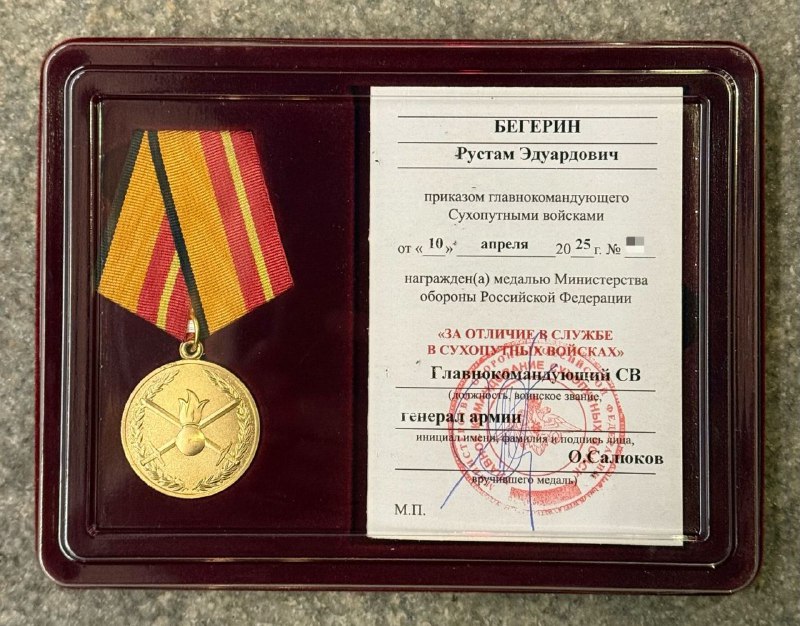 БЕГЕРИН
Рустам Эдуардович
приказом главнокомандующего
Сухопутными войсками
от «10» апреля 2025 г. №
награжден(а) медалью Министерства
обороны Российской Федерации
«ЗА ОТЛИЧИЕ В СЛУЖБЕ
В СУХОПУТНЫХ ВОЙСКАХ»
Главнокомандующий СВ
(должность, воинское звание,
генерал армии
инициал имени, фамилия и подпись лица,
О.Салюков
вручившего медаль)
М.П.